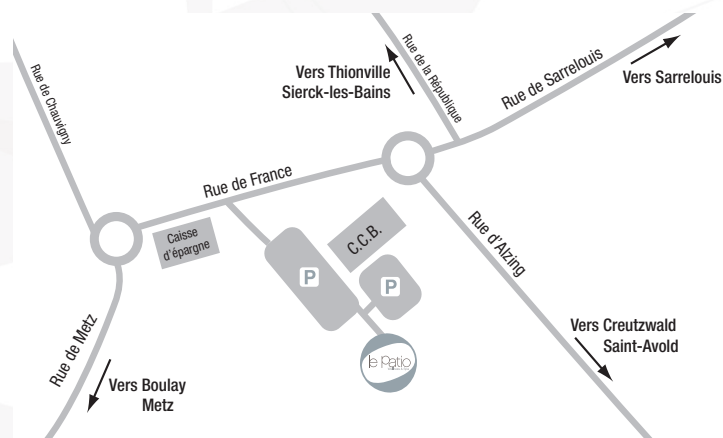 Rue de Chauvigny
Vers Thionville
Sierck-les-Bains
Rue de la République
Rue de Sarrelouis
Vers Sarrelouis
Rue de France
Caisse
d'épargne
C.C.B.
P
P
Rue d'Alzing
le Patio
Rue de Metz
Vers Boulay
Metz
Vers Creutzwald
Saint-Avold